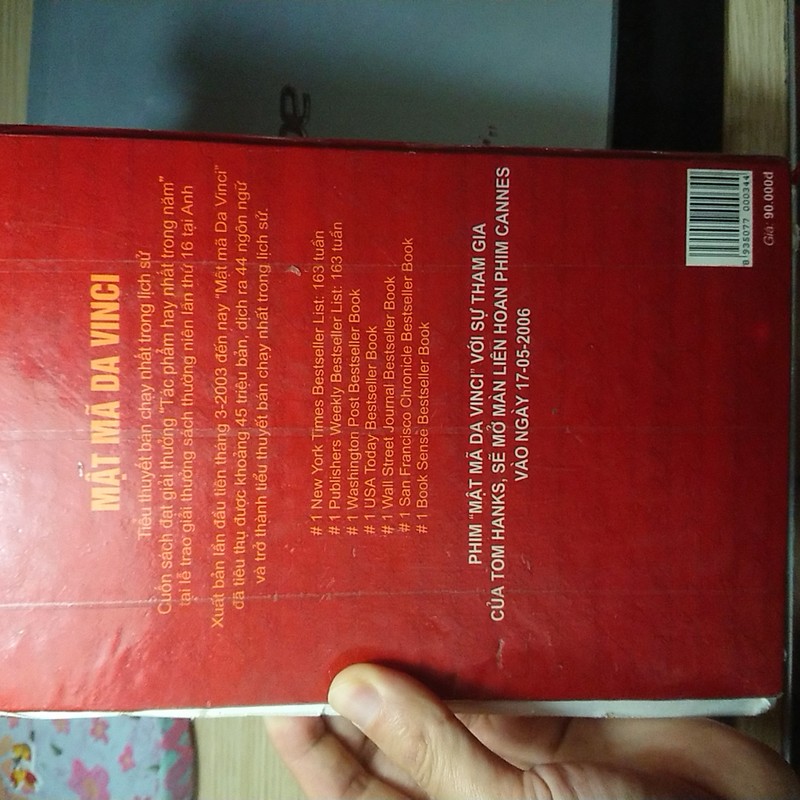 MẬT MÃ DA VINCI
Tiểu thuyết bán chạy nhất trong lịch sử
Cuốn sách đạt giải thưởng "Tác phẩm hay nhất trong năm"
tại lễ trao giải thưởng sách thường niên lần thứ 16 tại Anh
Xuất bản lần đầu tiên tháng 3-2003 đến nay "Mật mã Da Vinci"
đã tiêu thụ được khoảng 45 triệu bản, dịch ra 44 ngôn ngữ
và trở thành tiểu thuyết bán chạy nhất trong lịch sử.
# 1 New York Times Bestseller List: 163 tuần
# 1 Publishers Weekly Bestseller List: 163 tuần
# 1 Washington Post Bestseller Book
# 1 USA Today Bestseller Book
# 1 Wall Street Journal Bestseller Book
# 1 San Francisco Chronicle Bestseller Book
# 1 Book Sense Bestseller Book
PHIM "MẬT MÃ DA VINCI" VỚI SỰ THAM GIA
CỦA TOM HANKS, SẼ MỞ MÀN LIÊN HOAN PHIM CANNES
VÀO NGÀY 17-05-2006
8 935077 000344
Giá: 90.000đ